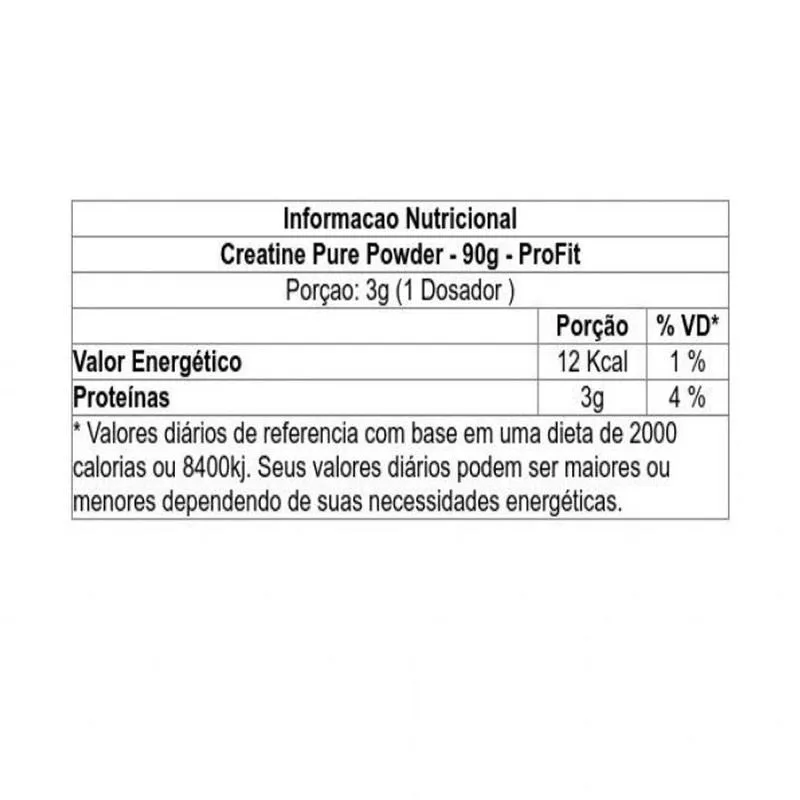 Informacao Nutricional
Creatine Pure Powder - 90g - ProFit
Porçao: 3g (1 Dosador )
Porção % VD*
Valor Energético 12 Kcal 1 %
Proteínas 3g 4 %
* Valores diários de referencia com base em uma dieta de 2000
calorias ou 8400kj. Seus valores diários podem ser maiores ou
menores dependendo de suas necessidades energéticas.